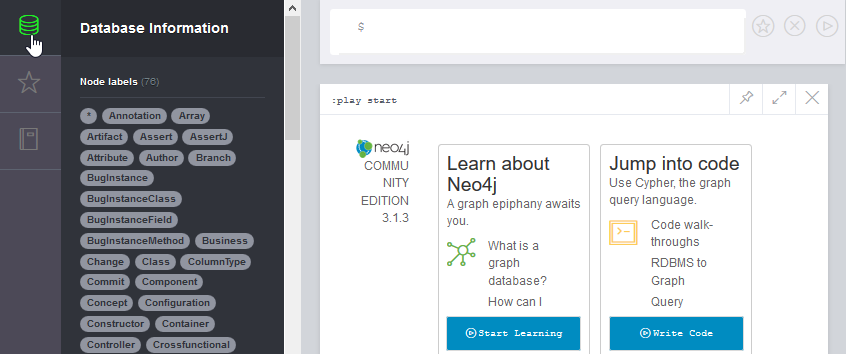 Database Information
Node labels (76)
* Annotation Array
Artifact Assert AssertJ
Attribute Author Branch
BugInstance
BugInstanceClass
BugInstanceField
BugInstanceMethod Business
Change Class ColumnType
Commit Component
Concept Configuration
Constructor Container
Controller Crossfunctional
$
:play start
neo4j
COMMU
NITY
EDITION
3.1.3
Learn about
Neo4j
A graph epiphany awaits
you.
What is a
graph
database?
How can I
Start Learning
Jump into code
Use Cypher, the graph
query language.
Code walk-
throughs
RDBMS to
Graph
Query
Write Code